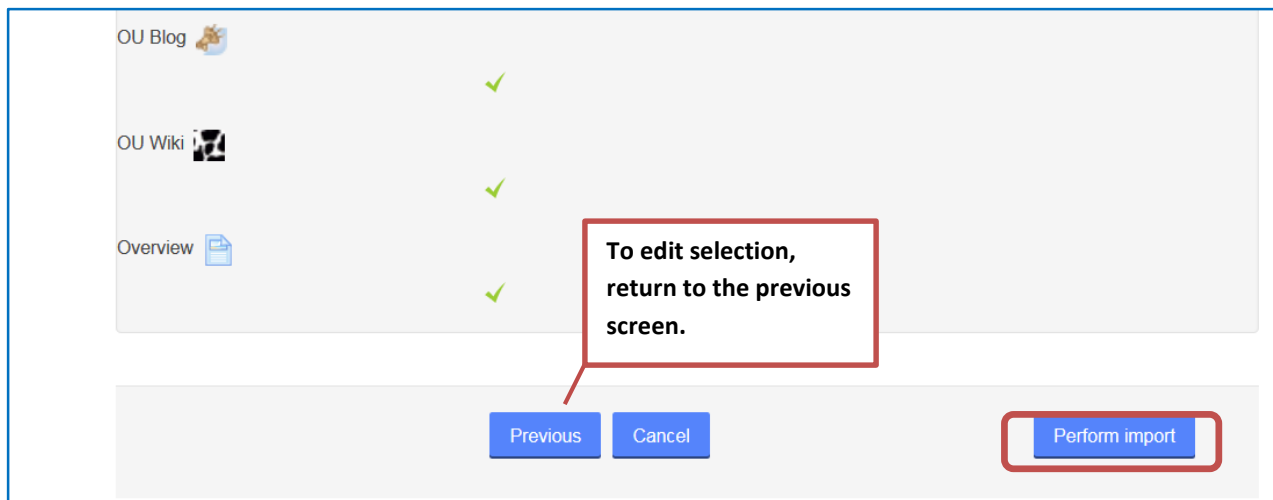 OU Blog
OU Wiki
Overview
To edit selection,
return to the previous
screen.
Previous Cancel Perform import